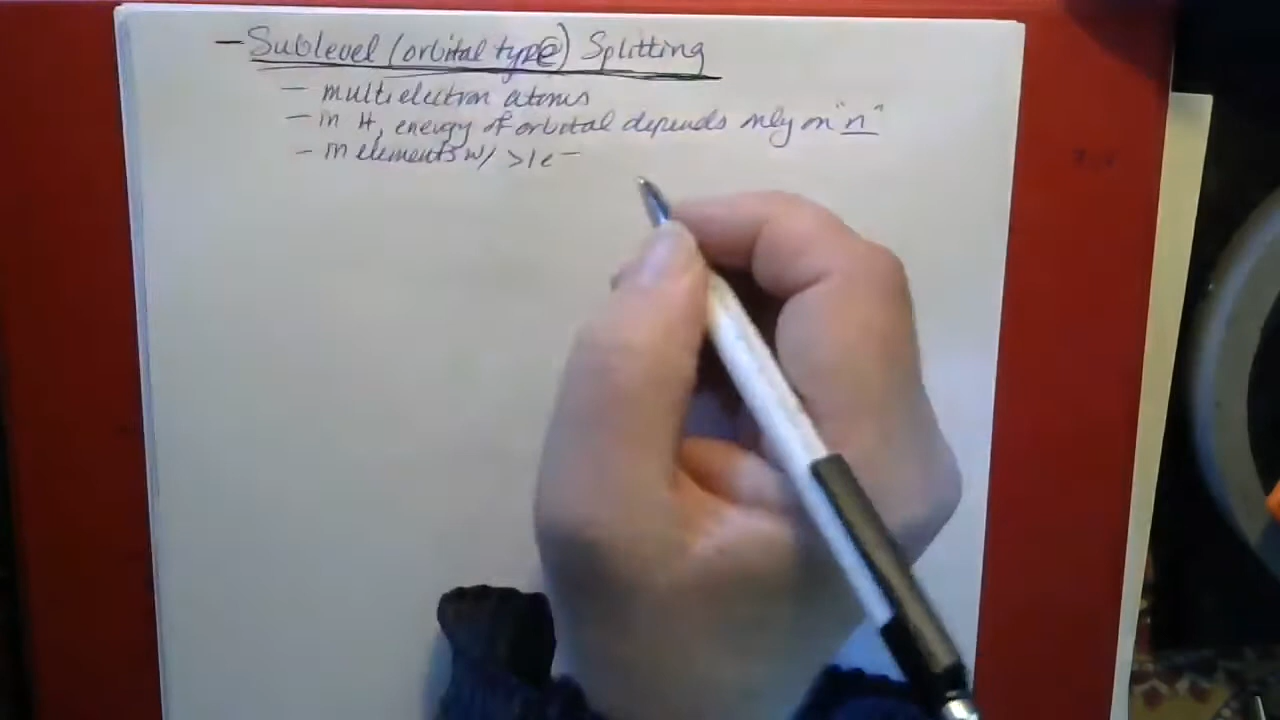 – Sublevel (orbital type) Splitting
– multielectron atoms
– in H, energy of orbital depends only on "n"
– in elements w/ >1e⁻